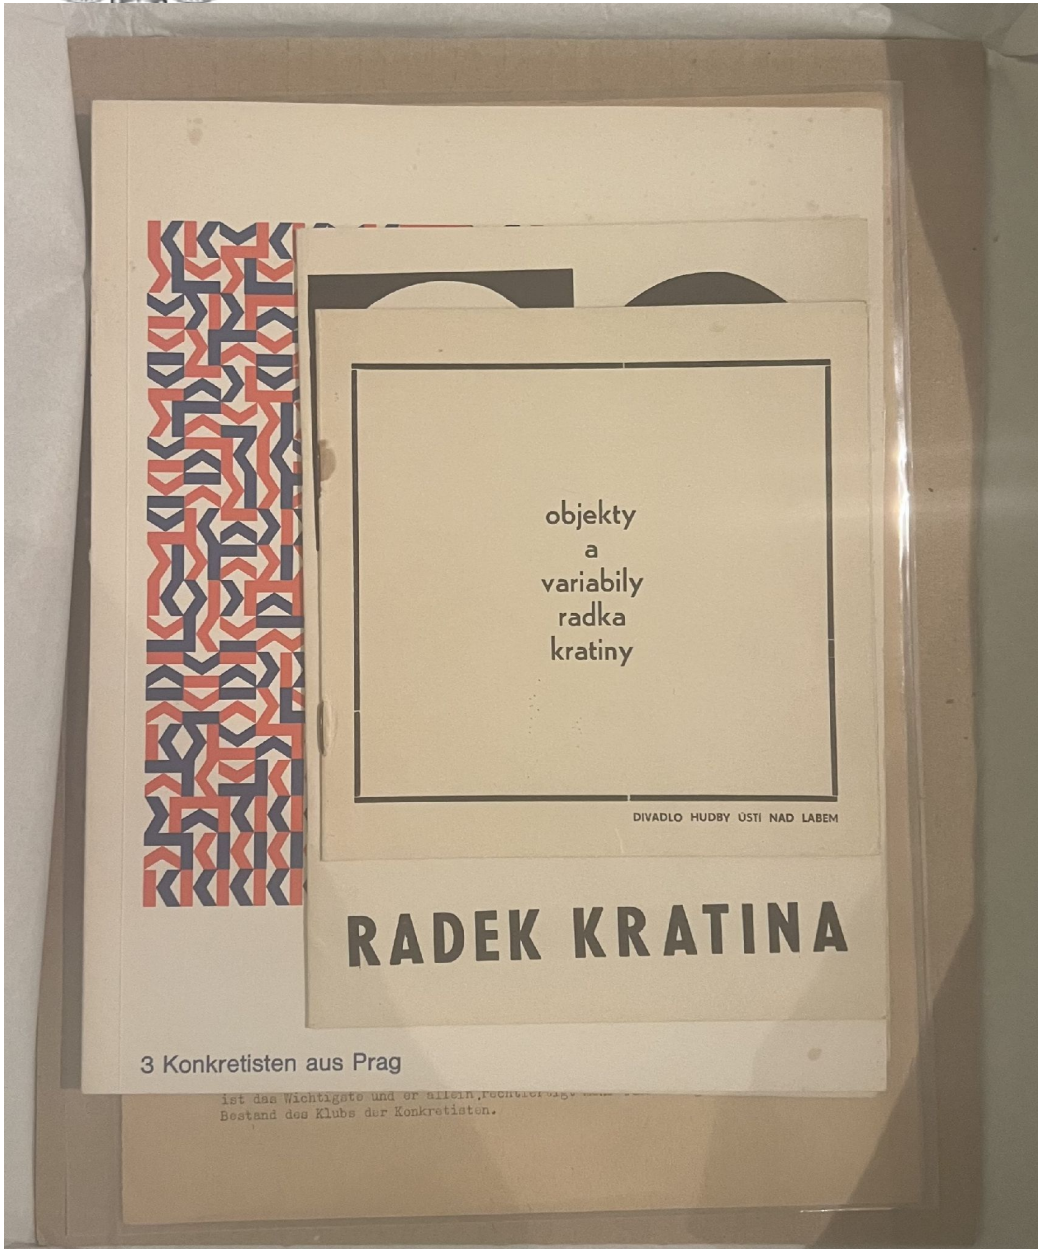 objekty
a
variabily
radka
kratiny
DIVADLO HUDBY ÚSTÍ NAD LABEM
RADEK KRATINA
3 Konkretisten aus Prag
ist das Wichtigste und er allein
Bestand des Klubs der Konkretisten.